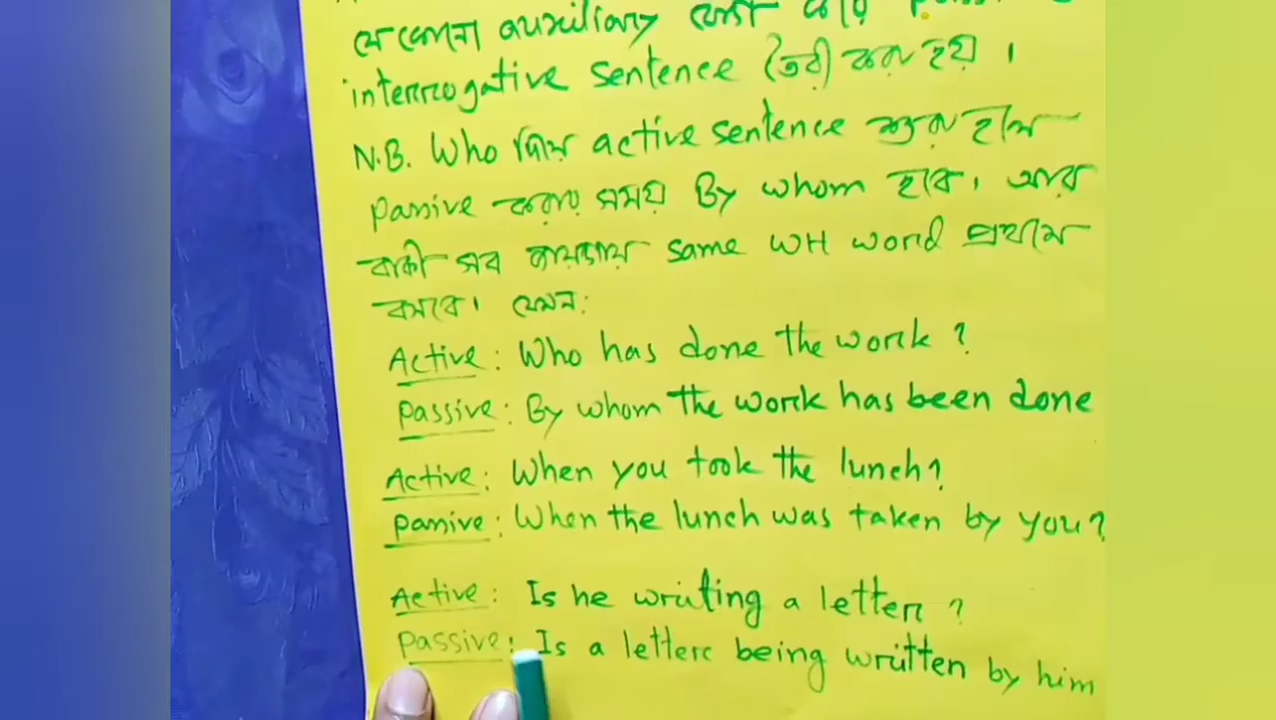 যেকোনো auxiliary
interrogative sentence তৈরী করা হয় ।
N.B. Who দিয়ে active sentence শুরু হলে
passive করার সময় By whom হবে। আর
বাকী সব জায়গায় same WH word প্রথমে
বসবে। যেমন:
Active: Who has done the work?
Passive: By whom the work has been done
Active: When you took the lunch?
Passive: When the lunch was taken by you?
Active: Is he writing a letter?
Passive: Is a letter being written by him